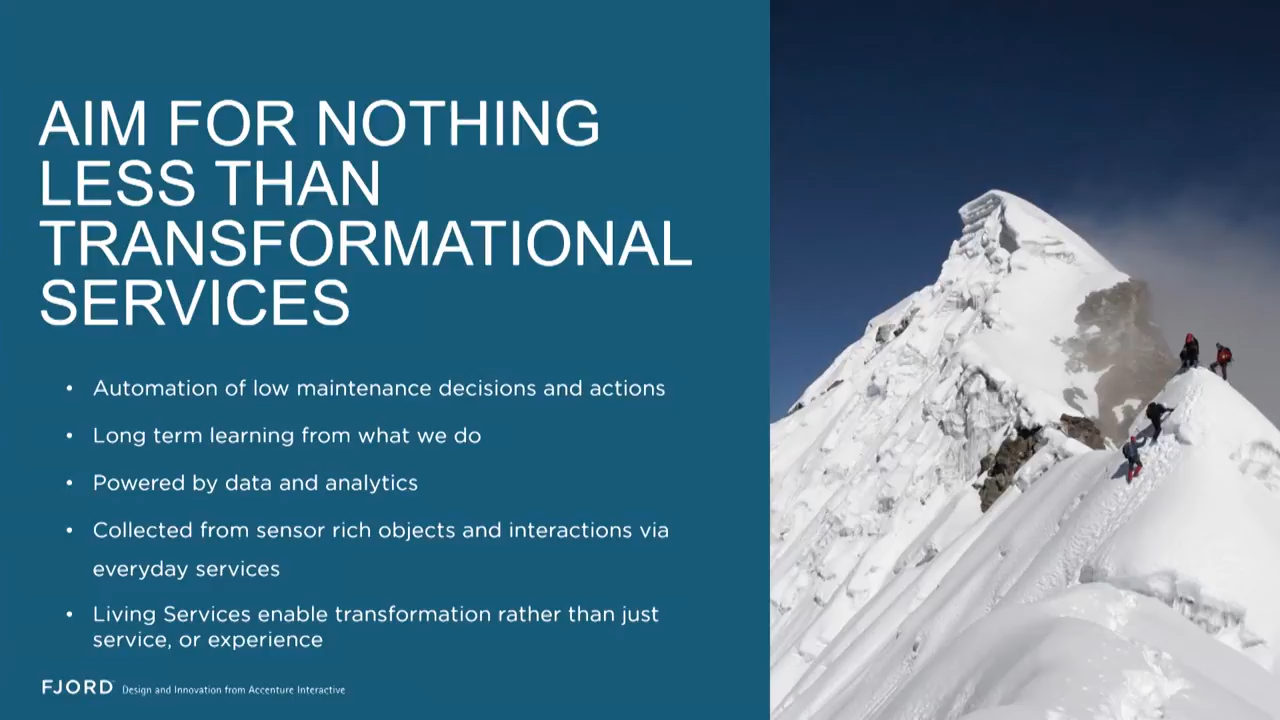 AIM FOR NOTHING
LESS THAN
TRANSFORMATIONAL
SERVICES
• Automation of low maintenance decisions and actions
• Long term learning from what we do
• Powered by data and analytics
• Collected from sensor rich objects and interactions via
everyday services
• Living Services enable transformation rather than just
service, or experience
FJORD Design and Innovation from Accenture Interactive